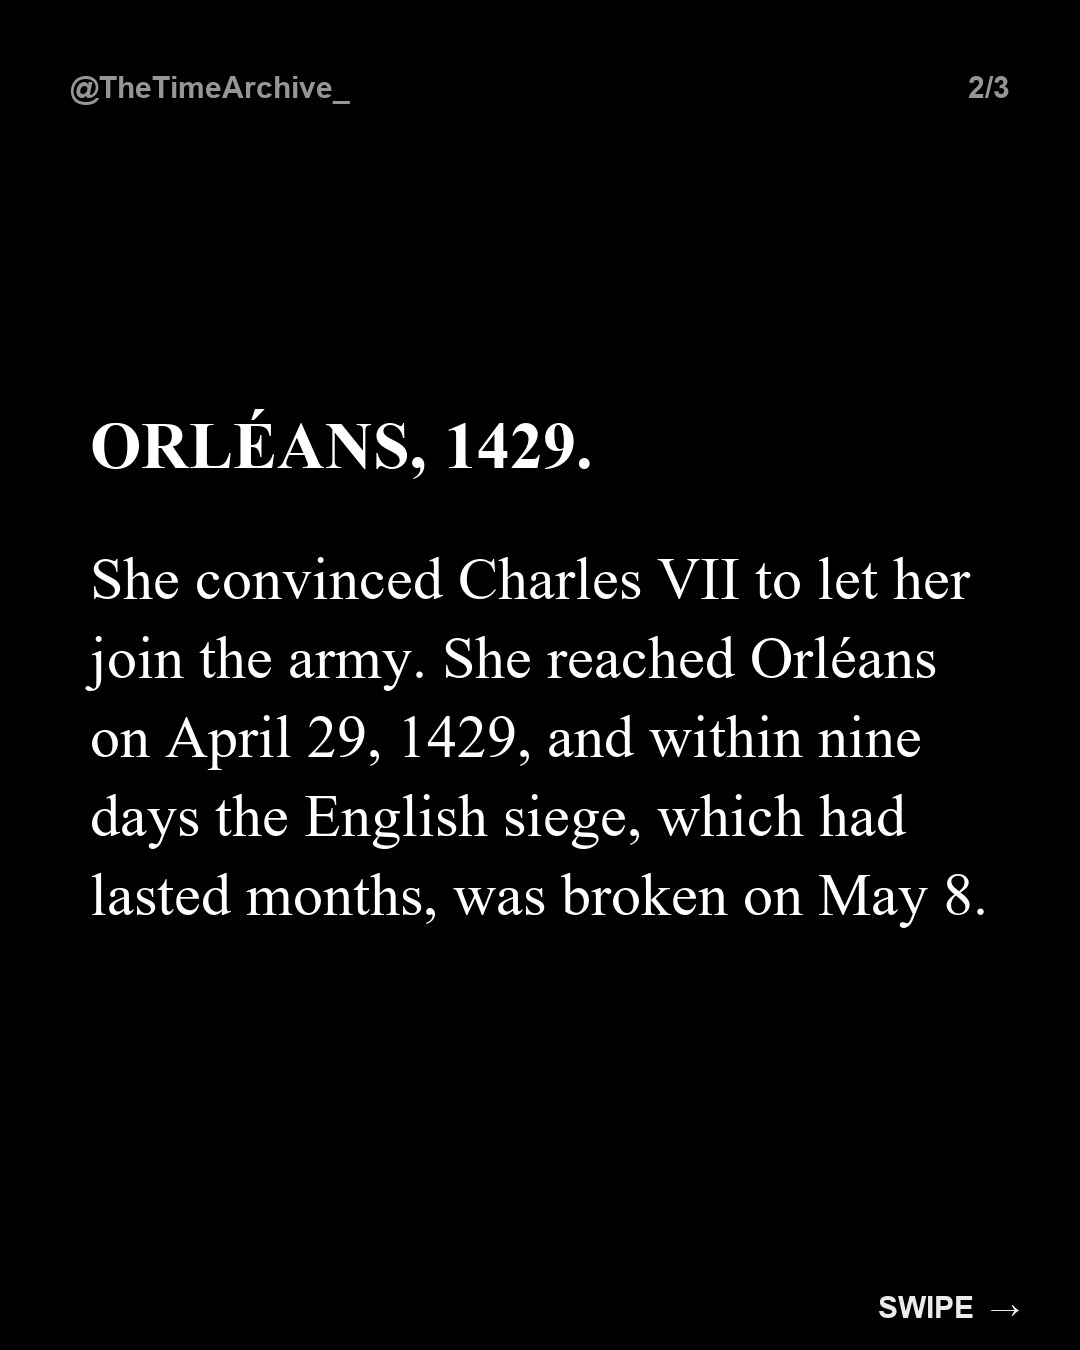 @TheTimeArchive_
2/3
ORLÉANS, 1429.
She convinced Charles VII to let her
join the army. She reached Orléans
on April 29, 1429, and within nine
days the English siege, which had
lasted months, was broken on May 8.
SWIPE →